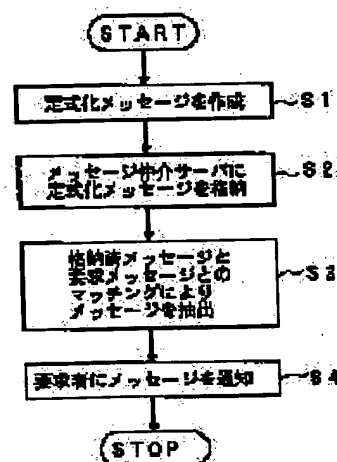 START
定式化メッセージを作成
S1
メッセージ仲介サーバに
定式化メッセージを格納
S2
格納済メッセージと
要求メッセージとの
マッチングにより
メッセージを抽出
S3
要求者にメッセージを通知
S4
STOP